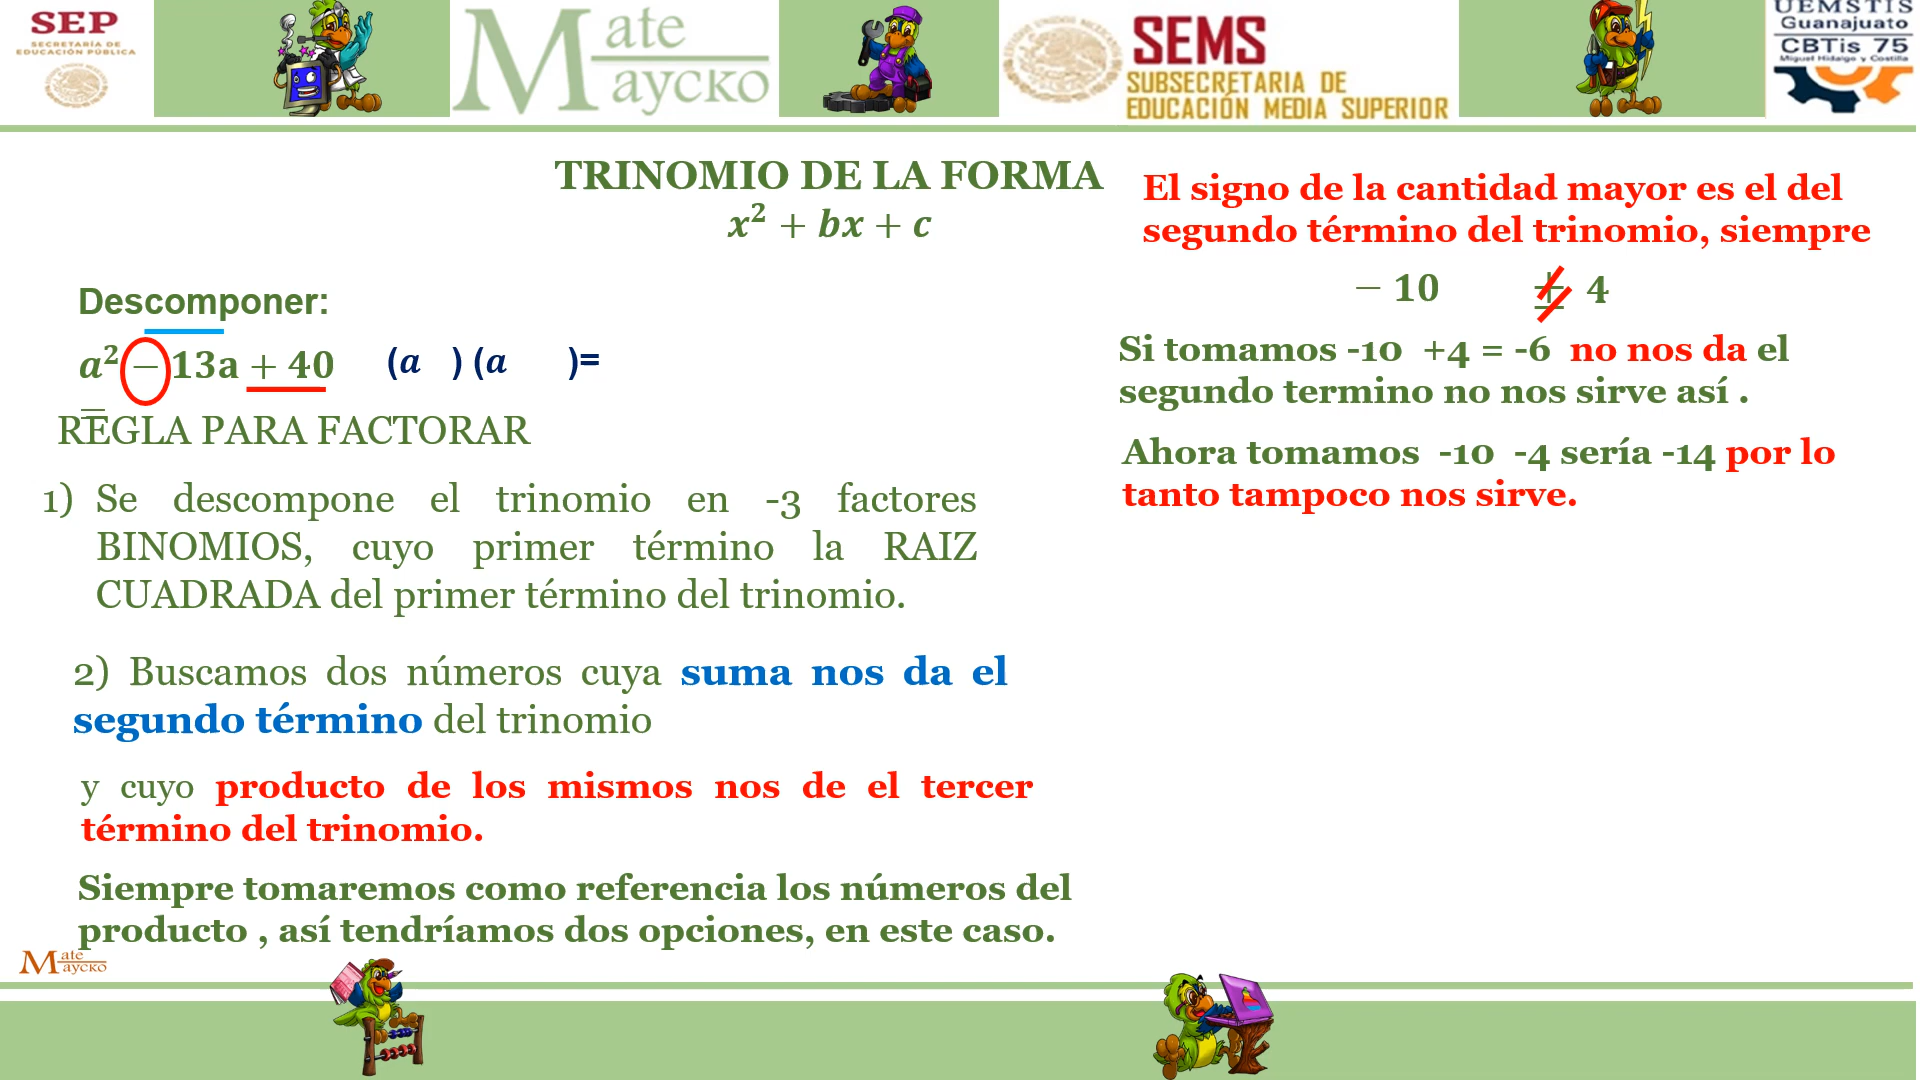 SEP
SECRETARÍA DE
EDUCACIÓN PÚBLICA
Mate
Maycko
SEMS
SUBSECRETARIA DE
EDUCACIÓN MEDIA SUPERIOR
UEMSTIS
Guanajuato
CBTis 75
Miguel Hidalgo y Costilla
TRINOMIO DE LA FORMA
x² + bx + c
Descomponer:
a² − 13a + 40 (a ) (a )=
=
REGLA PARA FACTORAR
1) Se descompone el trinomio en -3 factores
BINOMIOS, cuyo primer término la RAIZ
CUADRADA del primer término del trinomio.
2) Buscamos dos números cuya suma nos da el
segundo término del trinomio
y cuyo producto de los mismos nos de el tercer
término del trinomio.
Siempre tomaremos como referencia los números del
producto , así tendríamos dos opciones, en este caso.
El signo de la cantidad mayor es el del
segundo término del trinomio, siempre
− 10 ± 4
Si tomamos -10 +4 = -6 no nos da el
segundo termino no nos sirve así .
Ahora tomamos -10 -4 sería -14 por lo
tanto tampoco nos sirve.
Mate
Maycko